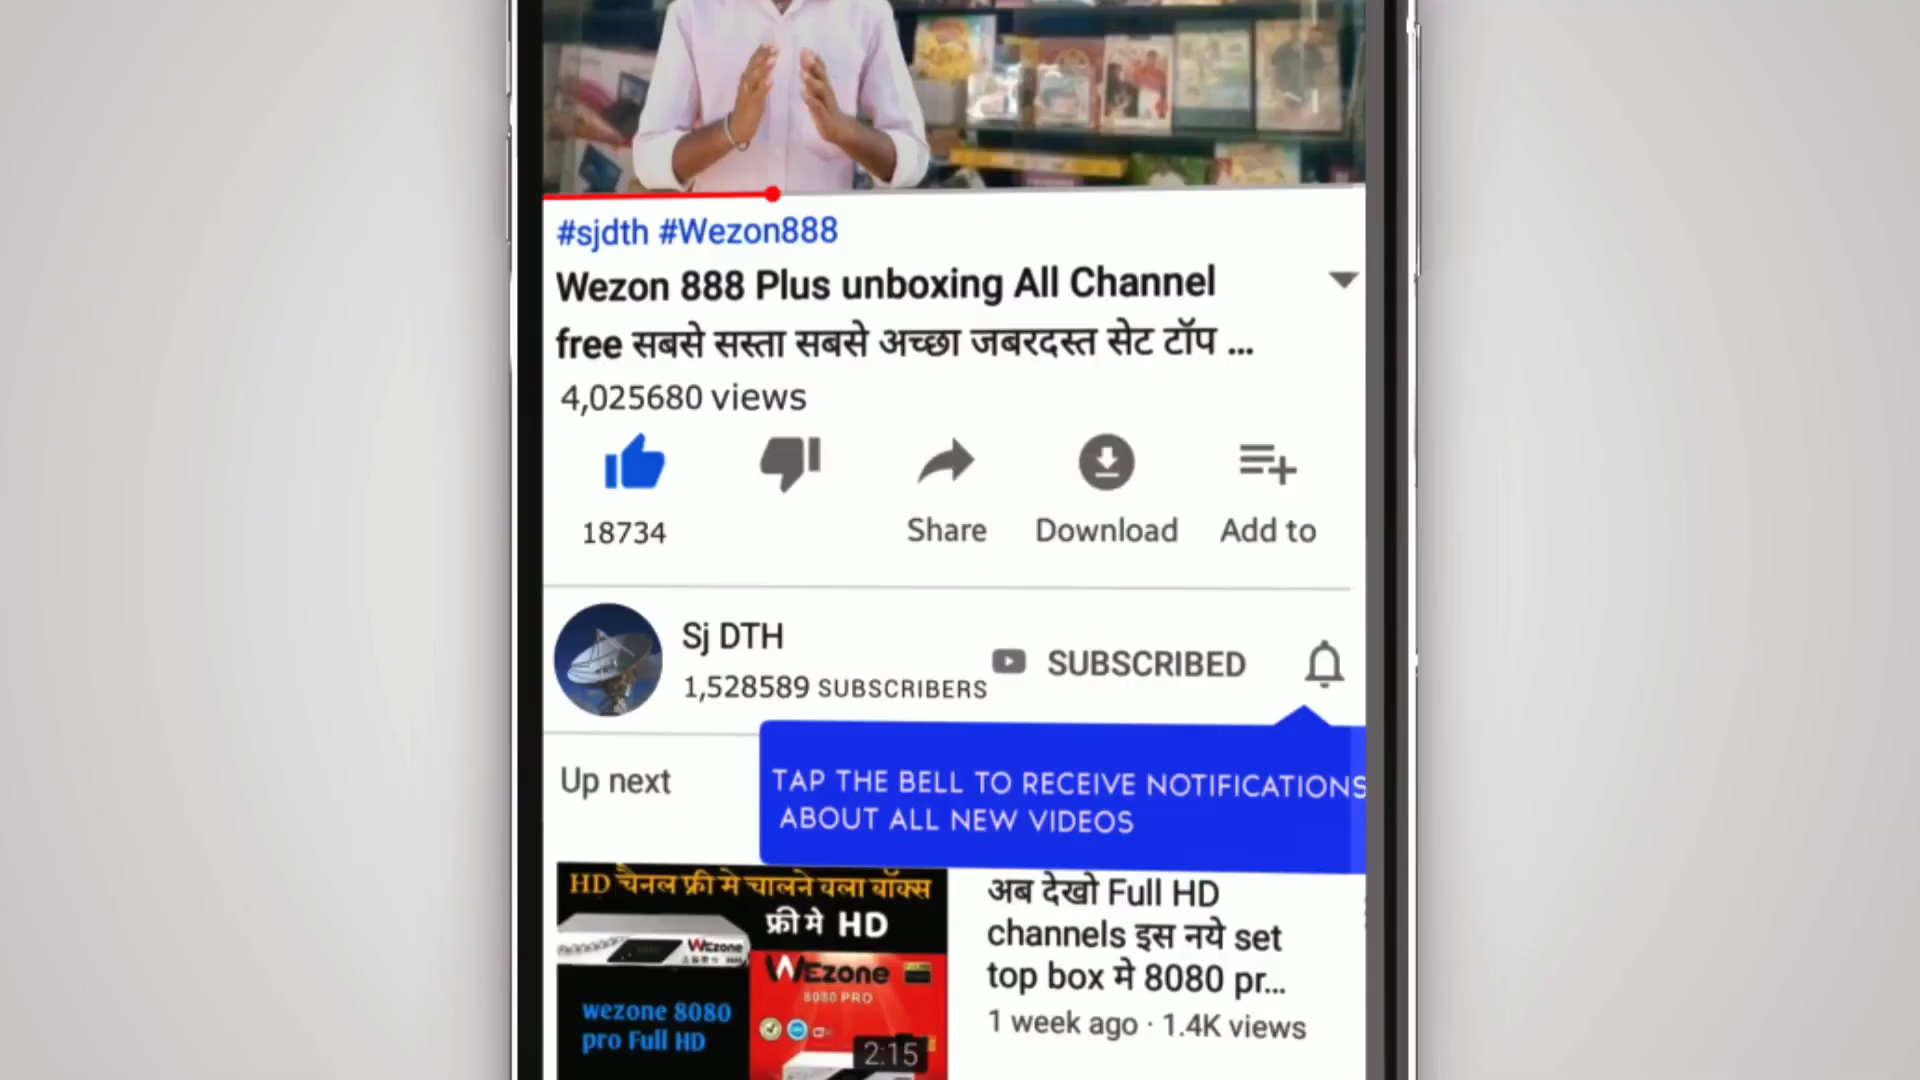 #sjdth #Wezon888
Wezon 888 Plus unboxing All Channel
free सबसे सस्ता सबसे अच्छा जबरदस्त सेट टॉप ...
4,025680 views
18734
Share
Download
Add to
Sj DTH
1,528589 SUBSCRIBERS
SUBSCRIBED
TAP THE BELL TO RECEIVE NOTIFICATIONS
ABOUT ALL NEW VIDEOS
Up next
HD चैनल फ्री मे चालने वला बॉक्स
फ्री मे HD
WEzone
WEzone
8080 PRO
wezone 8080
pro Full HD
2:15
अब देखो Full HD
channels इस नये set
top box मे 8080 pr...
1 week ago · 1.4K views